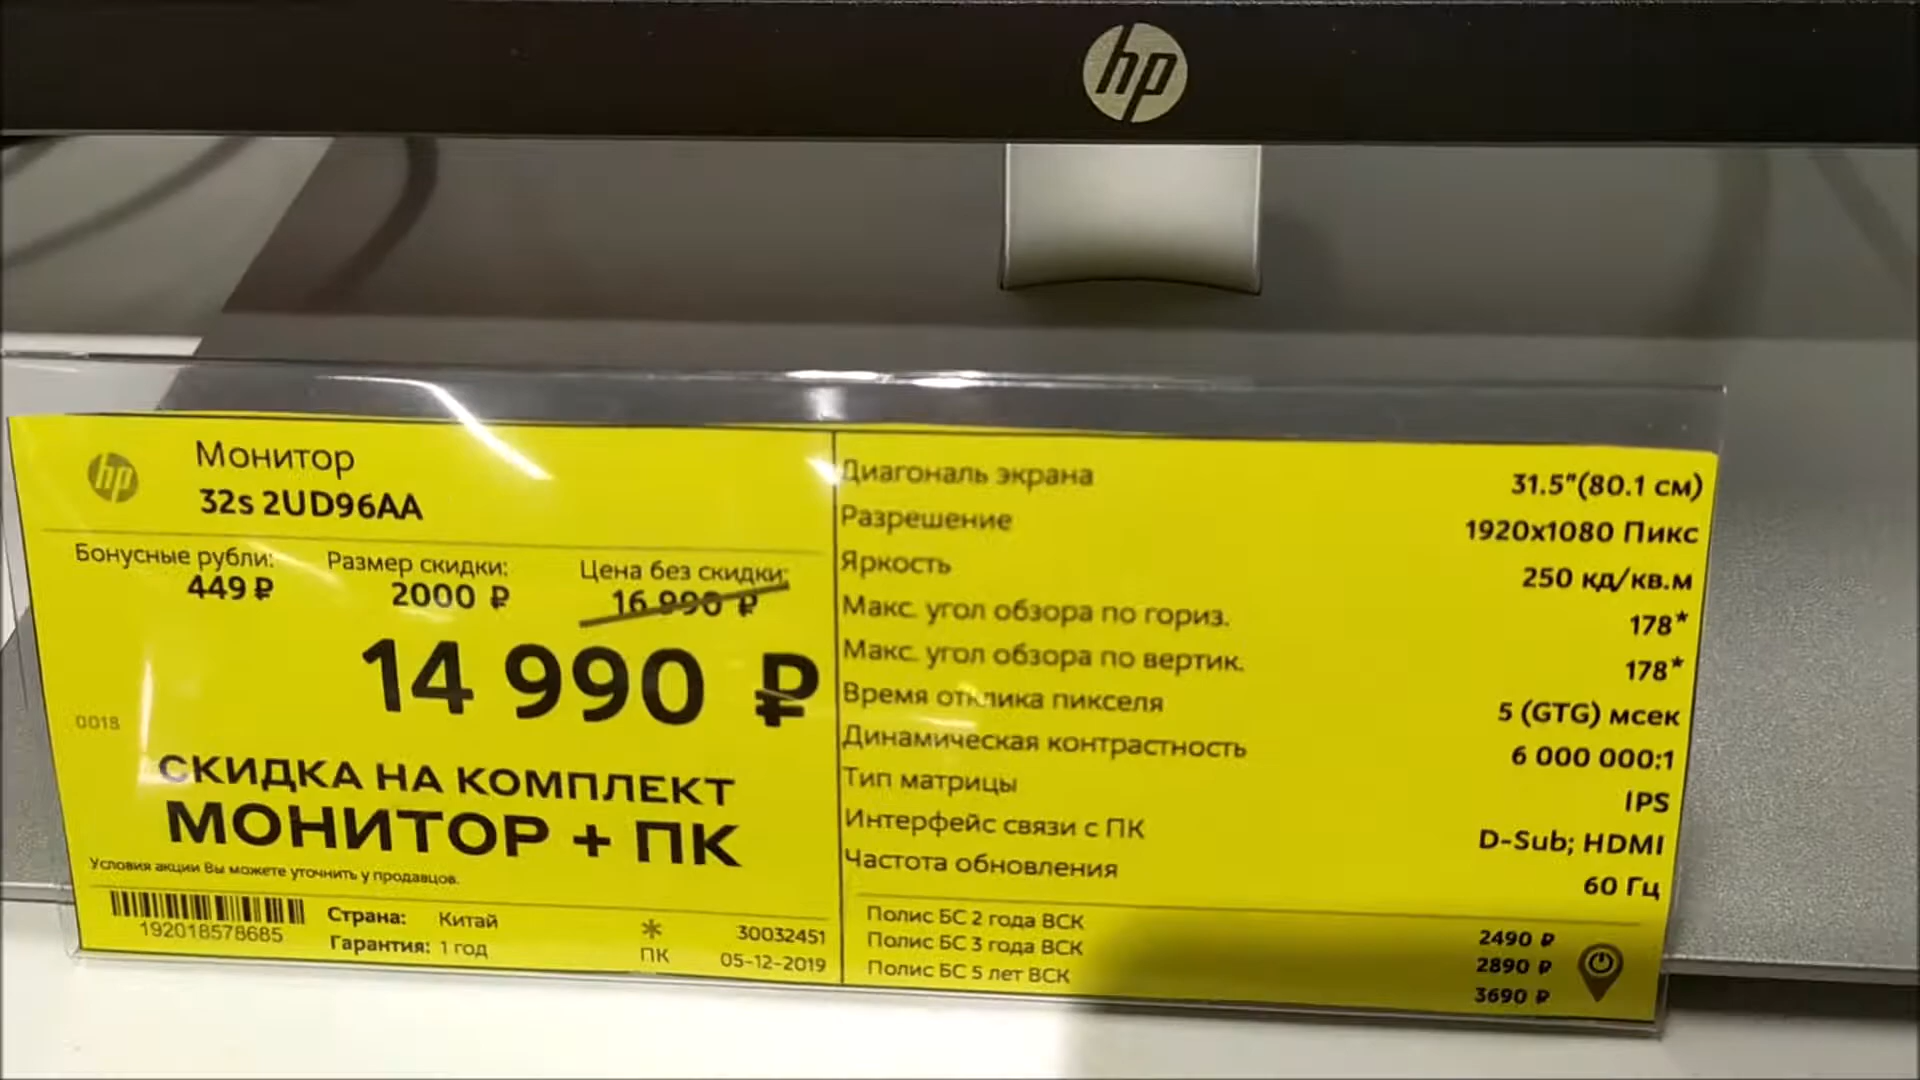 hp
hp
Монитор
32s 2UD96AA
Бонусные рубли: Размер скидки: Цена без скидки:
449 ₽ 2000 ₽ 16 990 ₽
14 990 ₽
0018
СКИДКА НА КОМПЛЕКТ
МОНИТОР + ПК
Условия акции Вы можете уточнить у продавцов.
192018578685
Страна: Китай
Гарантия: 1 год
* 30032451
ПК 05-12-2019
Диагональ экрана 31.5"(80.1 см)
Разрешение 1920x1080 Пикс
Яркость 250 кд/кв.м
Макс. угол обзора по гориз. 178*
Макс. угол обзора по вертик. 178*
Время отклика пикселя 5 (GTG) мсек
Динамическая контрастность 6 000 000:1
Тип матрицы IPS
Интерфейс связи с ПК D-Sub; HDMI
Частота обновления 60 Гц
Полис БС 2 года ВСК 2490 ₽
Полис БС 3 года ВСК 2890 ₽
Полис БС 5 лет ВСК 3690 ₽